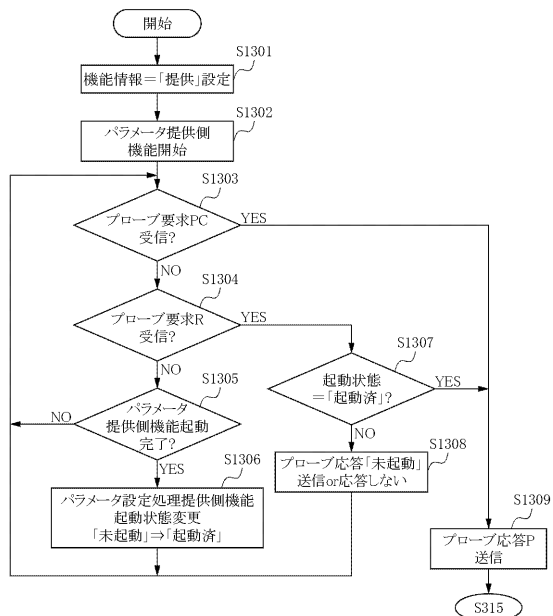 開始
S1301
機能情報=「提供」設定
S1302
パラメータ提供側
機能開始
S1303
プローブ要求PC
受信?
YES
NO
S1304
プローブ要求R
受信?
YES
NO
S1307
起動状態
=「起動済」?
YES
NO
S1305
パラメータ
提供側機能起動
完了?
NO
YES
S1308
プローブ応答「未起動」
送信or応答しない
S1306
パラメータ設定処理提供側機能
起動状態変更
「未起動」⇒「起動済」
S1309
プローブ応答P
送信
S315